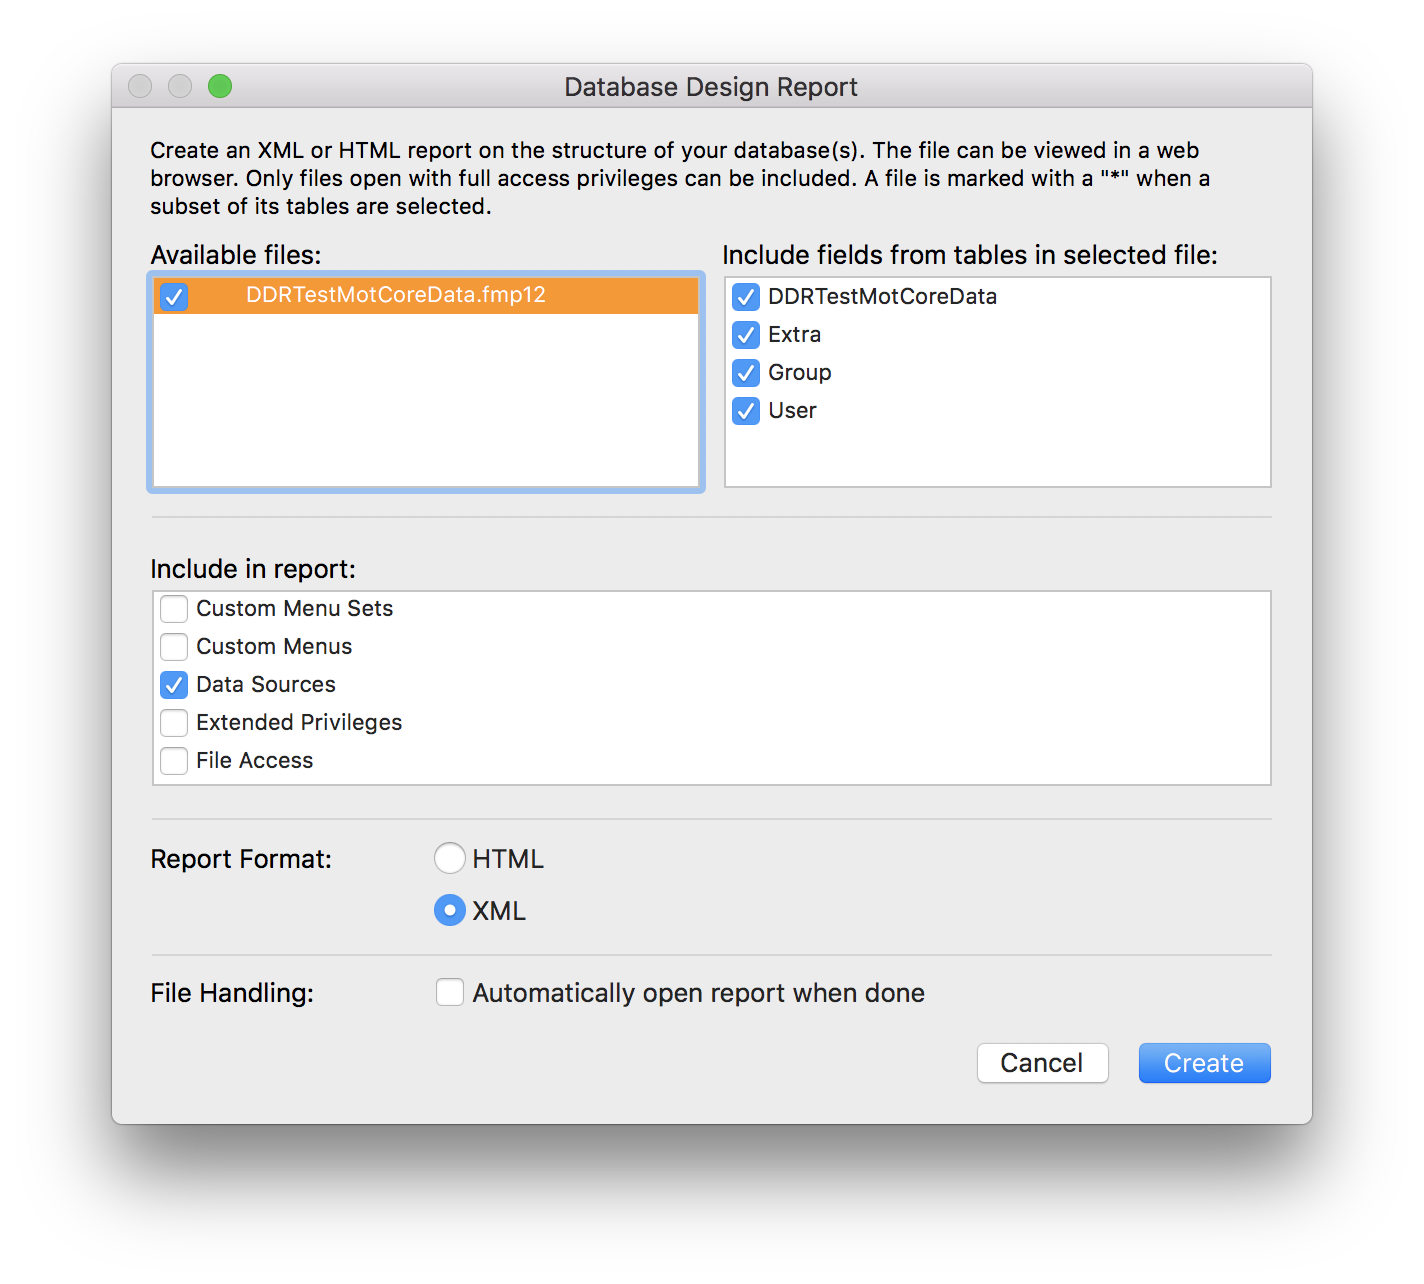 Database Design Report
Create an XML or HTML report on the structure of your database(s). The file can be viewed in a web
browser. Only files open with full access privileges can be included. A file is marked with a "*" when a
subset of its tables are selected.
Available files:
DDRTestMotCoreData.fmp12
Include fields from tables in selected file:
DDRTestMotCoreData
Extra
Group
User
Include in report:
Custom Menu Sets
Custom Menus
Data Sources
Extended Privileges
File Access
Report Format:
HTML
XML
File Handling:
Automatically open report when done
Cancel
Create